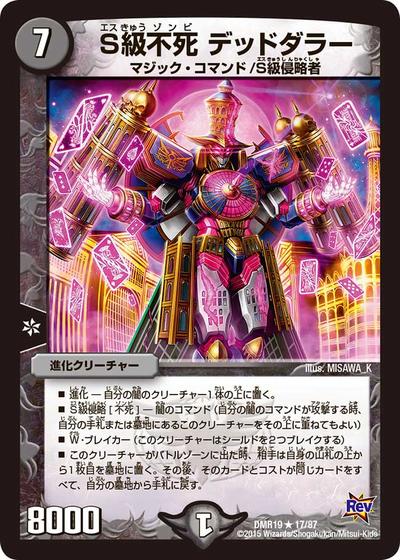 7
エスきゅう ゾンビ
S級不死 デッドダラー
エスきゅうしんりゃくしゃ
マジック・コマンド/S級侵略者
Illus. MISAWA_K
進化クリーチャー
■ 進化―自分の闇のクリーチャー1体の上に置く。
■ S級侵略[不死]―闇のコマンド(自分の闇のコマンドが攻撃する時、
自分の手札または墓地にあるこのクリーチャーをその上に重ねてもよい)
■ W・ブレイカー(このクリーチャーはシールドを2つブレイクする)
■ このクリーチャーがバトルゾーンに出た時、相手は自身の山札の上か
ら1枚目を墓地に置く。その後、そのカードとコストが同じカードをすべ
て、自分の墓地から手札に戻す。
8000
Rev
DMR19 ★ 17/87
©2015 Wizards/Shogakukan/Mitsui-Kids